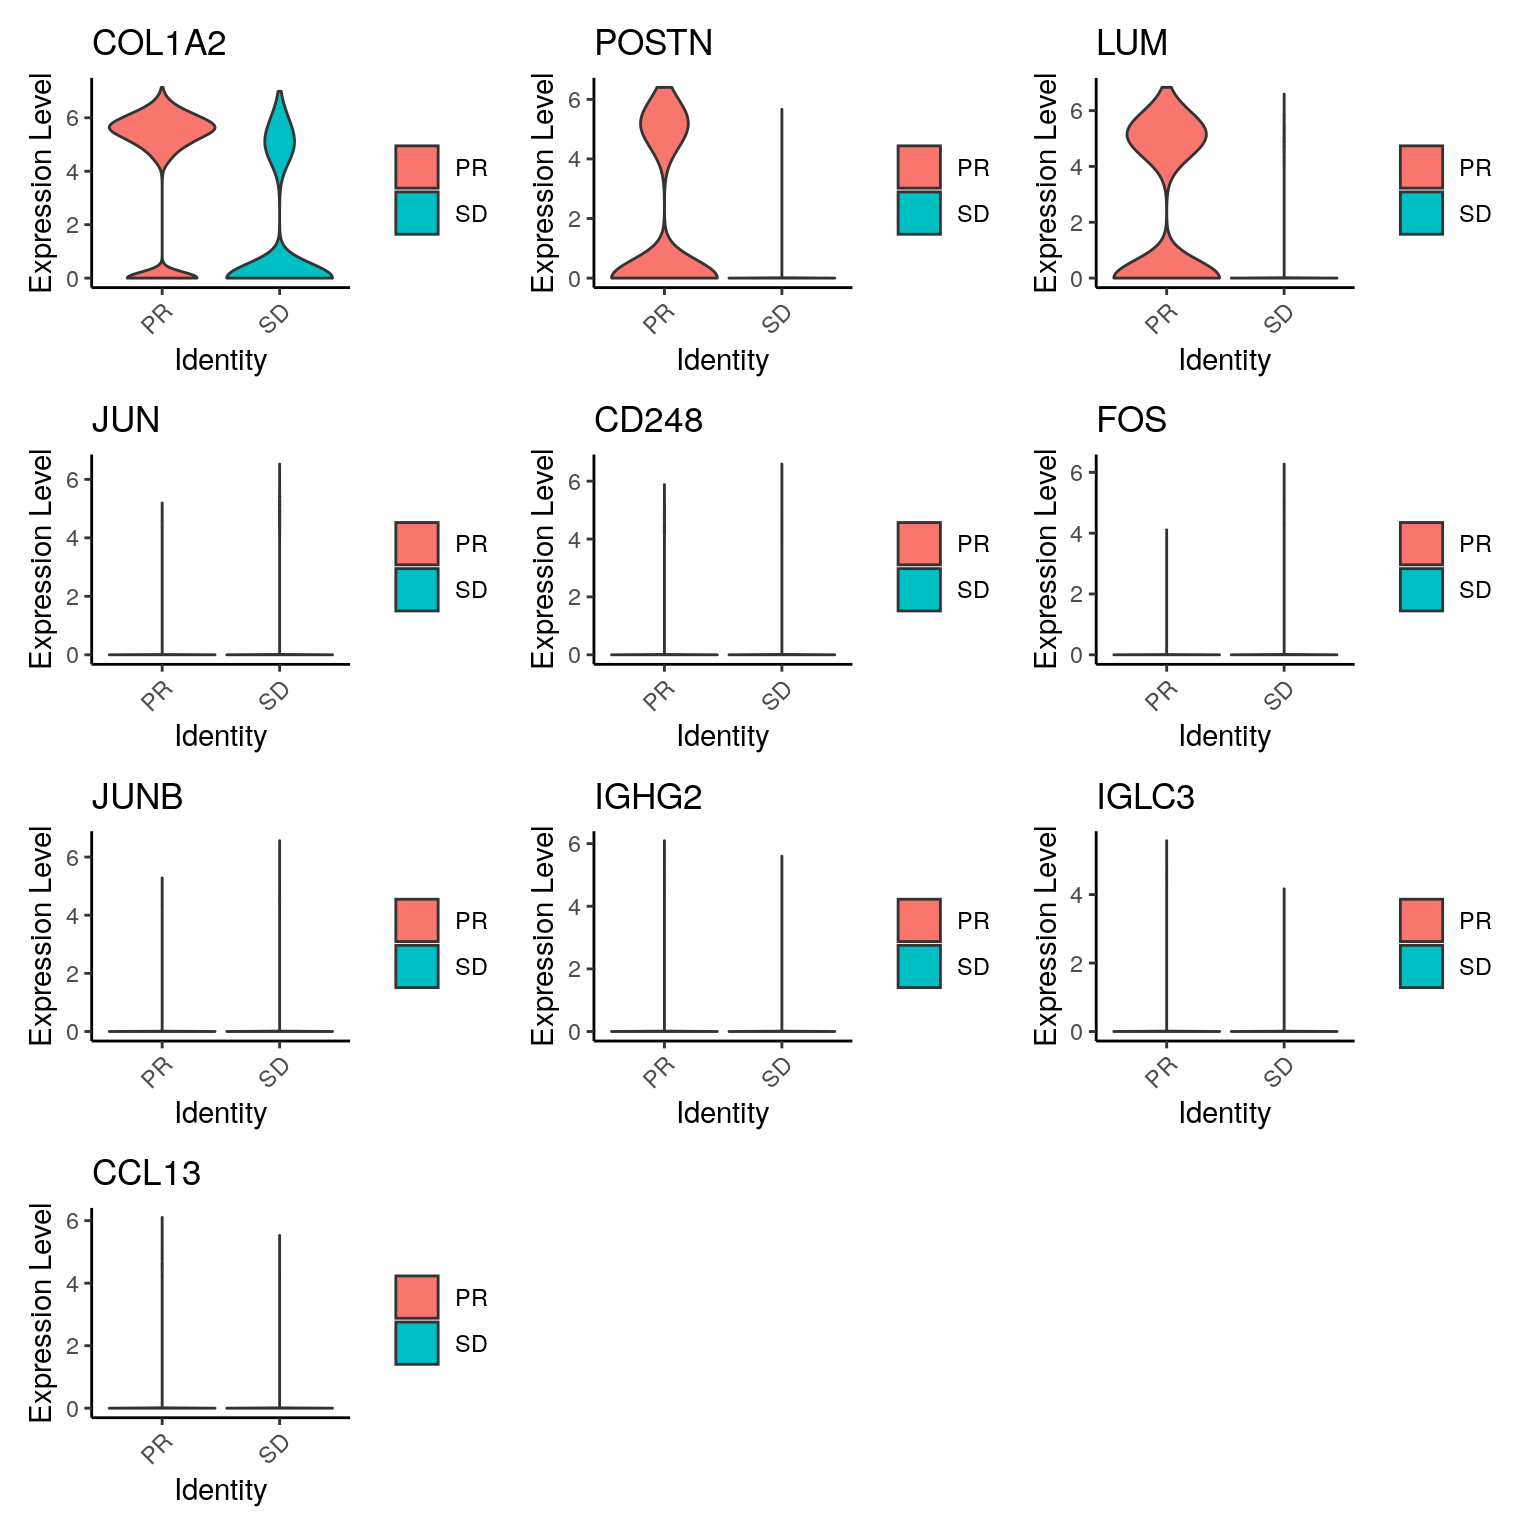 COL1A2
Expression Level
6
4
2
0
PR
SD
Identity
PR
SD
POSTN
Expression Level
6
4
2
0
PR
SD
Identity
PR
SD
LUM
Expression Level
6
4
2
0
PR
SD
Identity
PR
SD
JUN
Expression Level
6
4
2
0
PR
SD
Identity
PR
SD
CD248
Expression Level
6
4
2
0
PR
SD
Identity
PR
SD
FOS
Expression Level
6
4
2
0
PR
SD
Identity
PR
SD
JUNB
Expression Level
6
4
2
0
PR
SD
Identity
PR
SD
IGHG2
Expression Level
6
4
2
0
PR
SD
Identity
PR
SD
IGLC3
Expression Level
4
2
0
PR
SD
Identity
PR
SD
CCL13
Expression Level
6
4
2
0
PR
SD
Identity
PR
SD